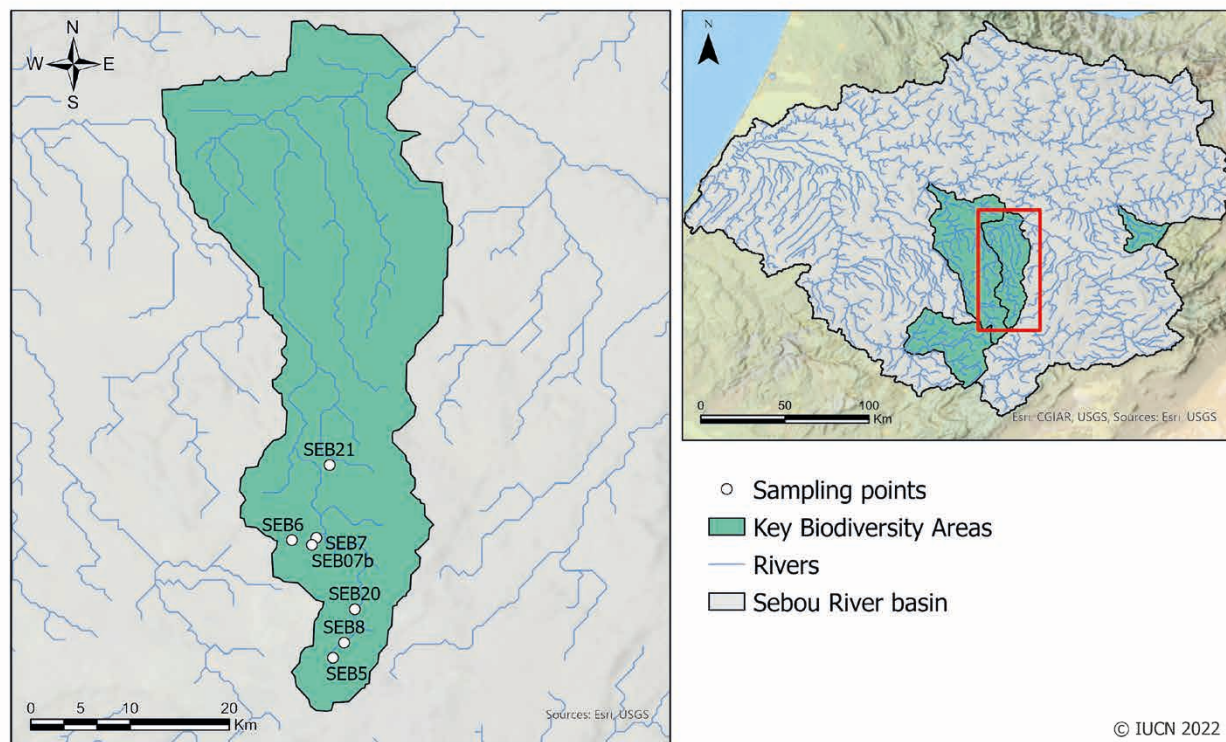 N
W E
S
SEB21
SEB6
SEB7
SEB07b
SEB20
SEB8
SEB5
0 10 20
Km
Sources: Esri, USGS
N
0 50 100
Km
Esri, CGIAR, USGS, Sources: Esri, USGS
Sampling points
Key Biodiversity Areas
Rivers
Sebou River basin
© IUCN 2022